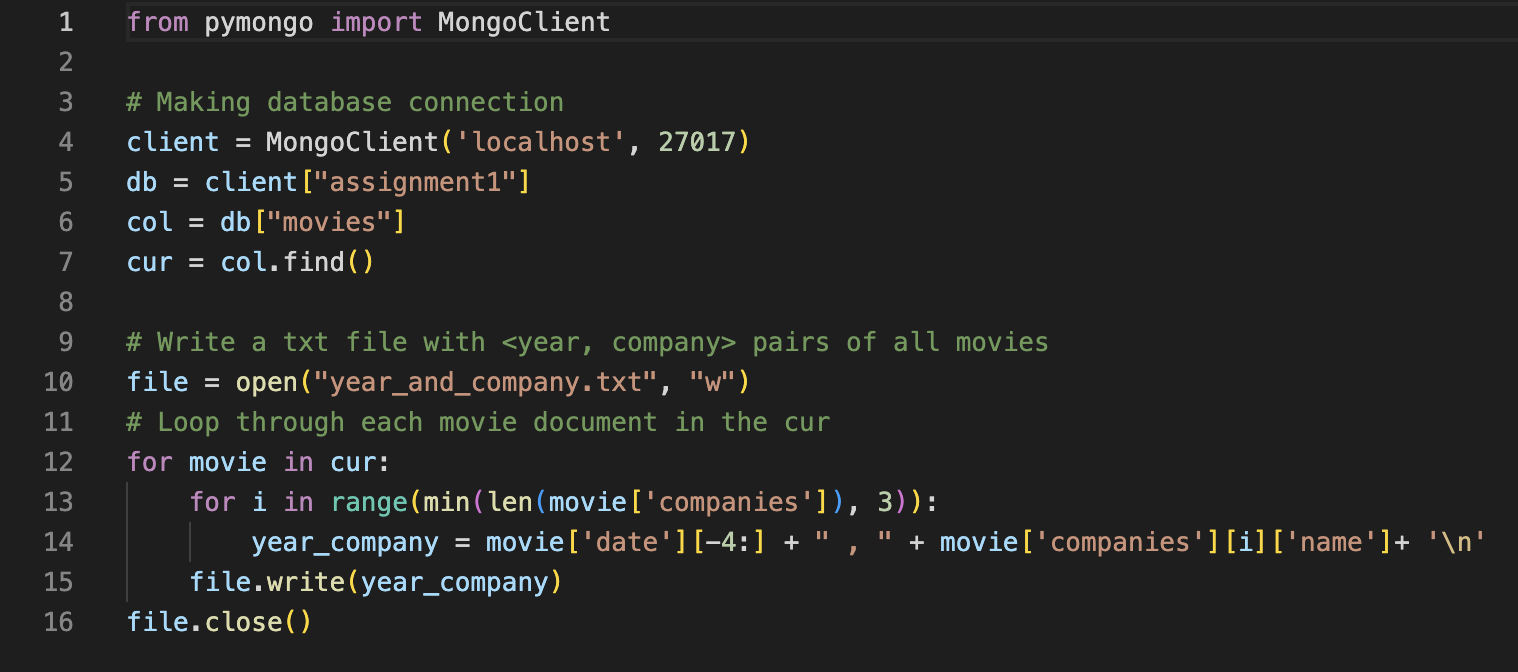 1 from pymongo import MongoClient
2
3 # Making database connection
4 client = MongoClient('localhost', 27017)
5 db = client["assignment1"]
6 col = db["movies"]
7 cur = col.find()
8
9 # Write a txt file with <year, company> pairs of all movies
10 file = open("year_and_company.txt", "w")
11 # Loop through each movie document in the cur
12 for movie in cur:
13     for i in range(min(len(movie['companies']), 3)):
14         year_company = movie['date'][-4:] + " , " + movie['companies'][i]['name']+ '\n'
15     file.write(year_company)
16 file.close()